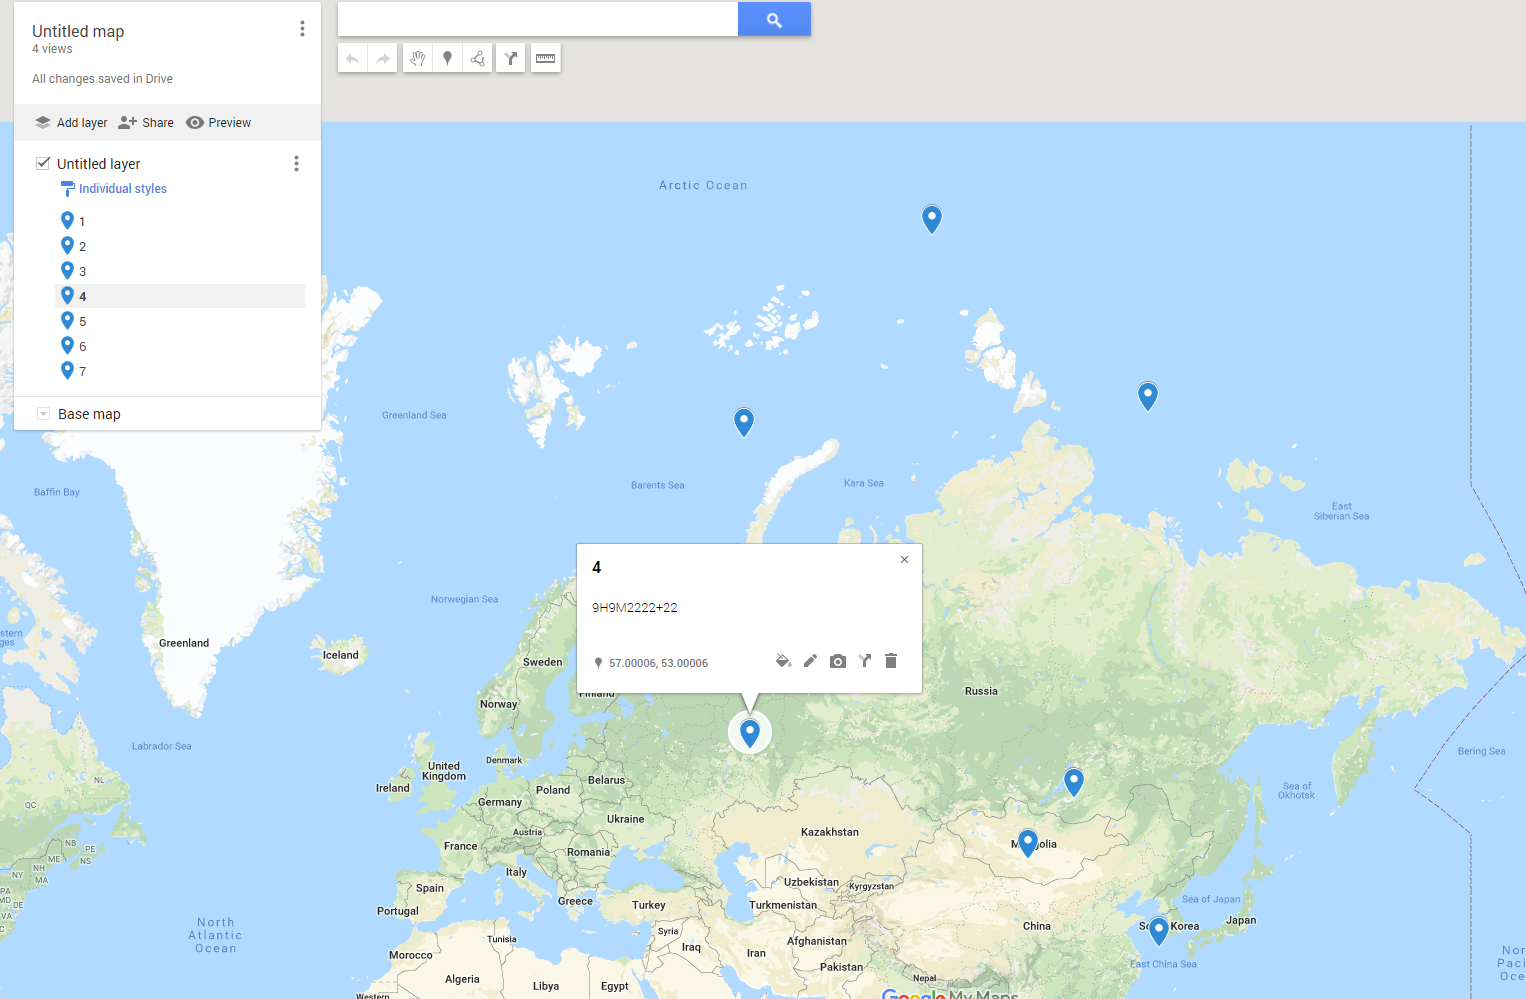 Untitled map
4 views
All changes saved in Drive
Add layer Share Preview
Untitled layer
Individual styles
1
2
3
4
5
6
7
Base map
Arctic Ocean
Greenland Sea
Baffin Bay
Barents Sea
Kara Sea
East
Siberian Sea
4
9H9M2222+22
57.00006, 53.00006
Norwegian Sea
Greenland
Iceland
Sweden
Finland
Norway
Russia
Labrador Sea
Bering Sea
Denmark
United
Kingdom
Ireland
Belarus
Poland
Germany
Sea of
Okhotsk
NL
QC
Ukraine
Kazakhstan
Austria
France
Romania
NB
PE
ME
NS
NH
NY
MA
PA
MD DE
VA
Italy
Spain
Greece
Turkey
Portugal
Uzbekistan
Kyrgyzstan
Turkmenistan
Sea of Japan
Japan
Korea
China
North
Atlantic
Ocean
Tunisia
Syria
Iraq
Iran
Afghanistan
Pakistan
Nepal
Morocco
Algeria
Libya
Egypt
Western
East China Sea
Google My Maps